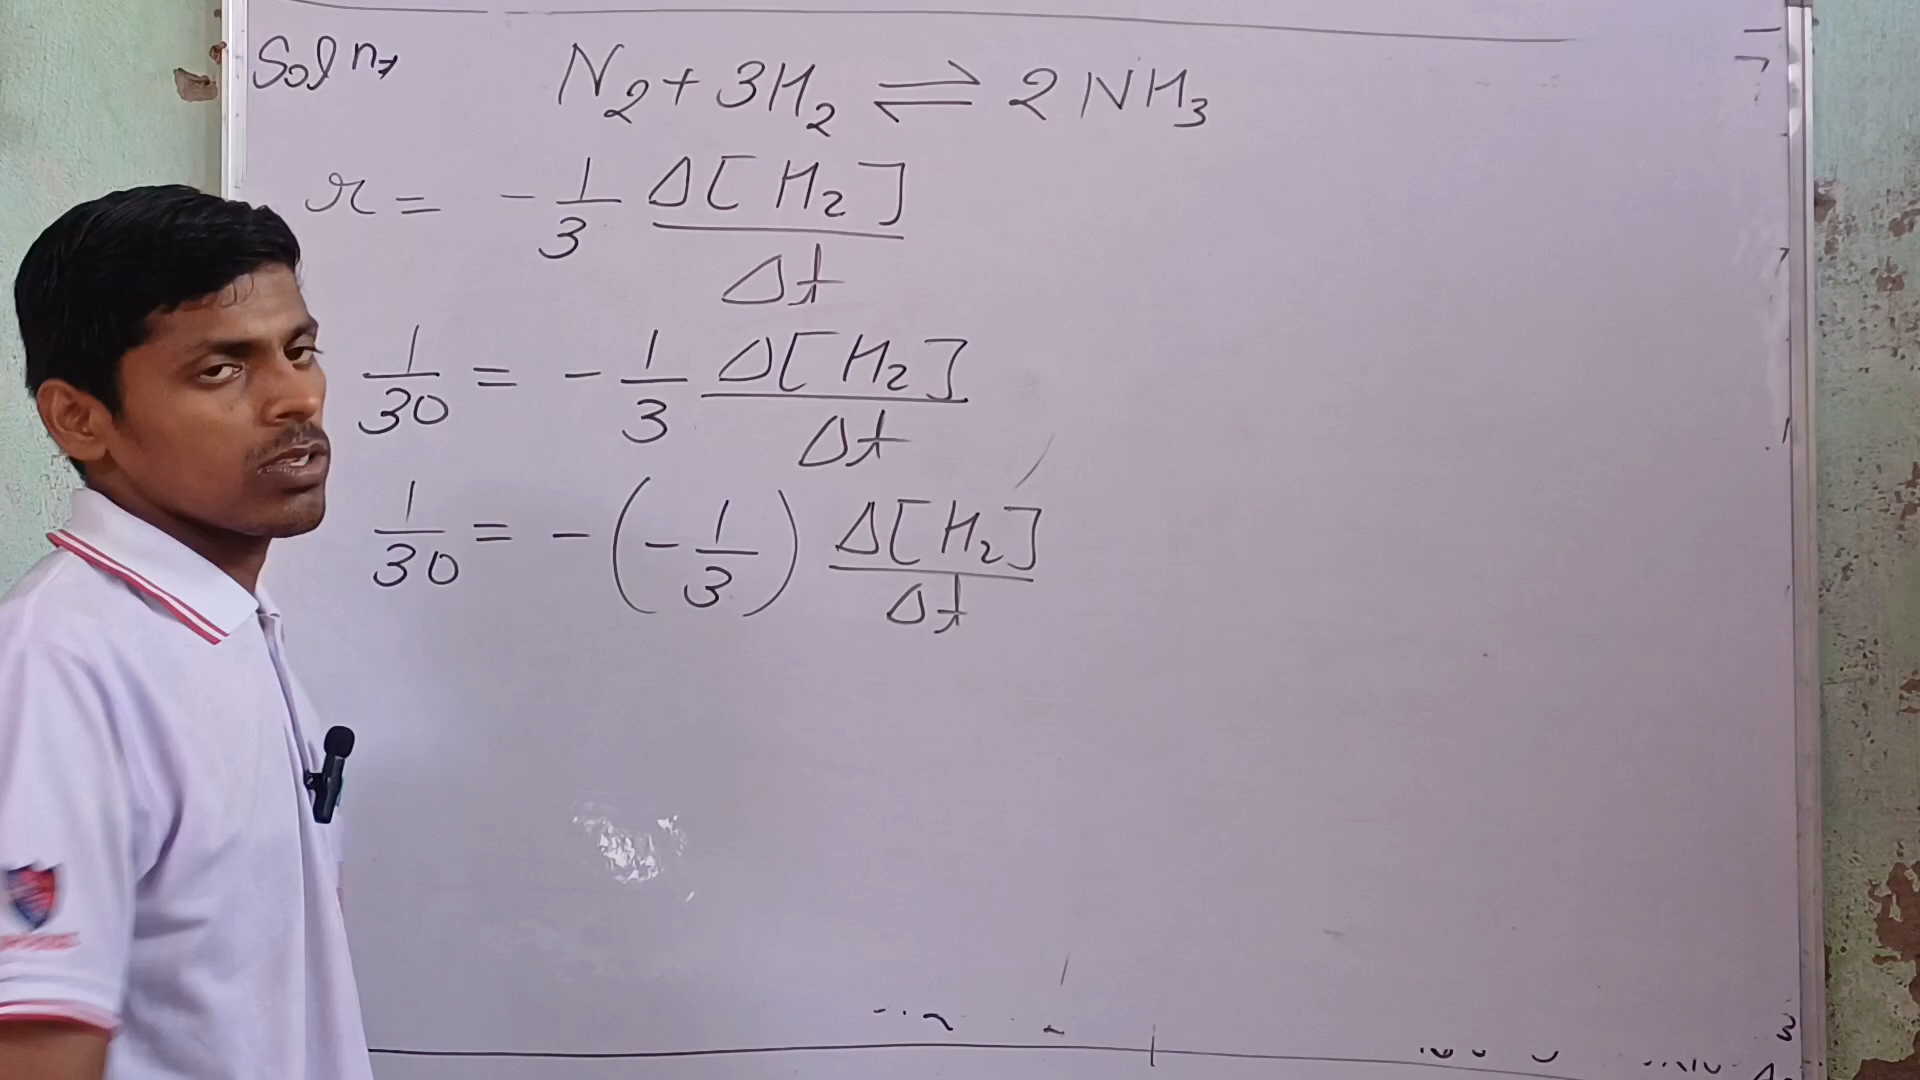 Solⁿ→ N₂ + 3H₂ ⇌ 2NH₃
r = - 1/3 Δ[H₂]/Δt
1/30 = - 1/3 Δ[H₂]/Δt
1/30 = - (- 1/3) Δ[H₂]/Δt